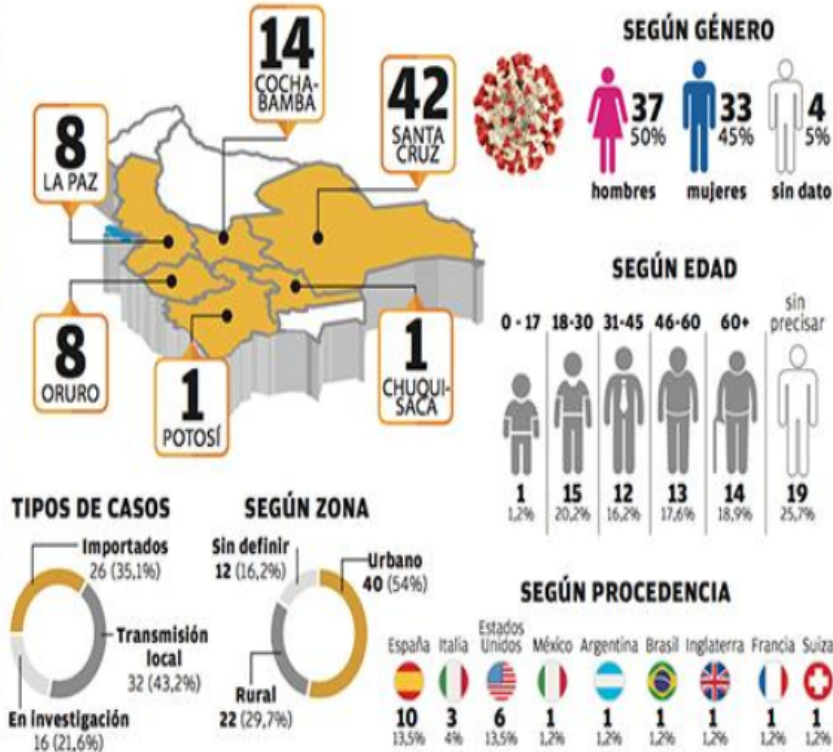 14
COCHA-
BAMBA
42
SANTA
CRUZ
8
LA PAZ
8
ORURO
1
POTOSÍ
1
CHUQUI-
SACA
SEGÚN GÉNERO
37
50%
hombres
33
45%
mujeres
4
5%
sin dato
SEGÚN EDAD
0 - 17 18-30 31-45 46-60 60+ sin
precisar
1 15 12 13 14 19
1,2% 20,2% 16,2% 17,6% 18,9% 25,7%
TIPOS DE CASOS
Importados
26 (35,1%)
Transmisión
local
32 (43,2%)
En investigación
16 (21,6%)
SEGÚN ZONA
Sin definir
12 (16,2%)
Urbano
40 (54%)
Rural
22 (29,7%)
SEGÚN PROCEDENCIA
España Italia Estados
Unidos México Argentina Brasil Inglaterra Francia Suiza
10 3 6 1 1 1 1 1 1
13,5% 4% 13,5% 1,2% 1,2% 1,2% 1,2% 1,2% 1,2%